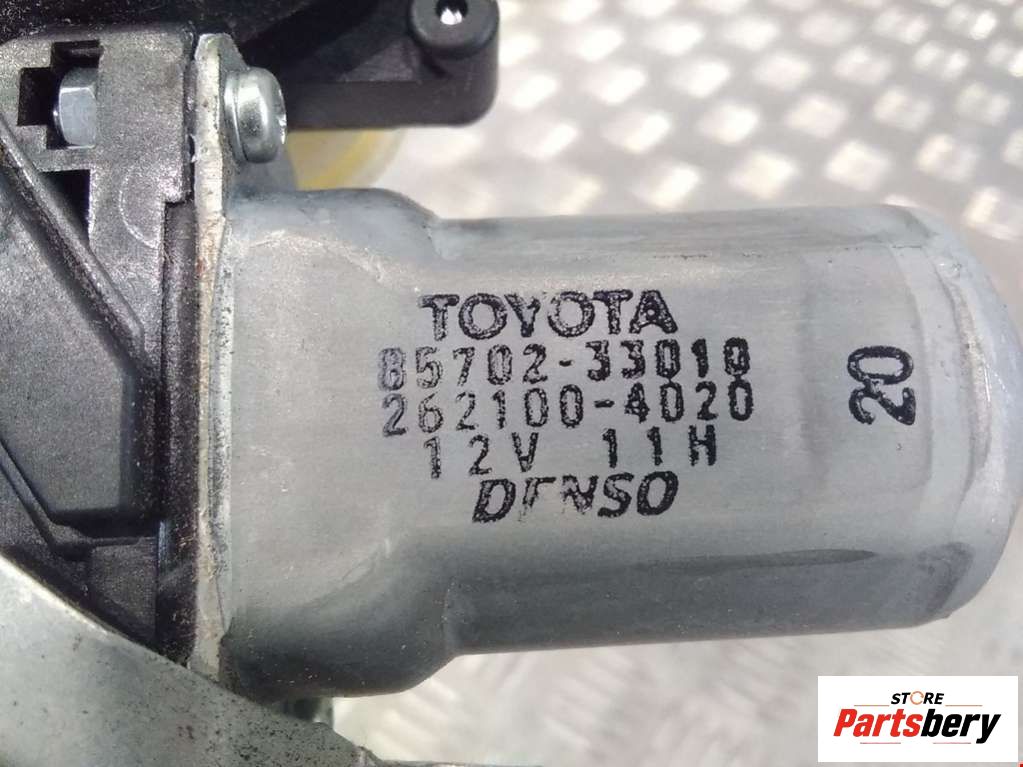 TOYOTA
85702-33010
262100-4020
12V 11H
DENSO
20
STORE
Partsbery